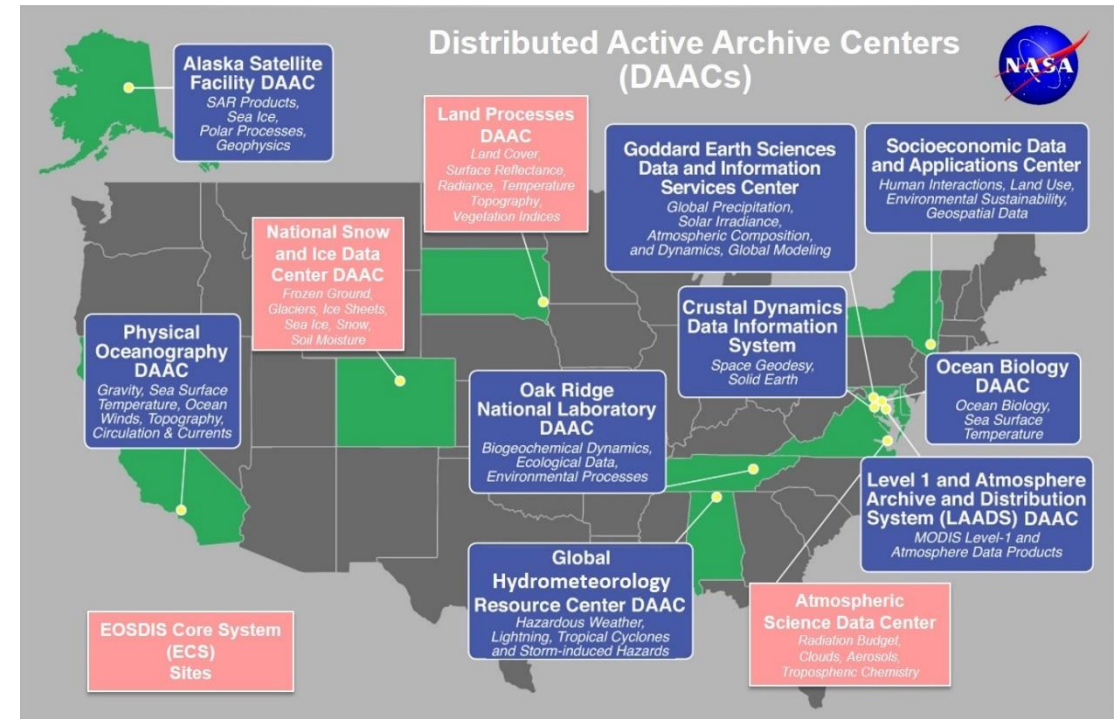 Distributed Active Archive Centers
(DAACs)
NASA
Alaska Satellite
Facility DAAC
SAR Products,
Sea Ice,
Polar Processes,
Geophysics
Land Processes
DAAC
Land Cover,
Surface Reflectance,
Radiance, Temperature
Topography,
Vegetation Indices
Goddard Earth Sciences
Data and Information
Services Center
Global Precipitation,
Solar Irradiance,
Atmospheric Composition,
and Dynamics, Global Modeling
Socioeconomic Data
and Applications Center
Human Interactions, Land Use,
Environmental Sustainability,
Geospatial Data
National Snow
and Ice Data
Center DAAC
Frozen Ground,
Glaciers, Ice Sheets,
Sea Ice, Snow,
Soil Moisture
Physical
Oceanography
DAAC
Gravity, Sea Surface
Temperature, Ocean
Winds, Topography,
Circulation & Currents
Crustal Dynamics
Data Information
System
Space Geodesy,
Solid Earth
Ocean Biology
DAAC
Ocean Biology,
Sea Surface
Temperature
Oak Ridge
National Laboratory
DAAC
Biogeochemical Dynamics,
Ecological Data,
Environmental Processes
Level 1 and Atmosphere
Archive and Distribution
System (LAADS) DAAC
MODIS Level-1 and
Atmosphere Data Products
Global
Hydrometeorology
Resource Center DAAC
Hazardous Weather,
Lightning, Tropical Cyclones
and Storm-induced Hazards
Atmospheric
Science Data Center
Radiation Budget,
Clouds, Aerosols,
Tropospheric Chemistry
EOSDIS Core System
(ECS)
Sites